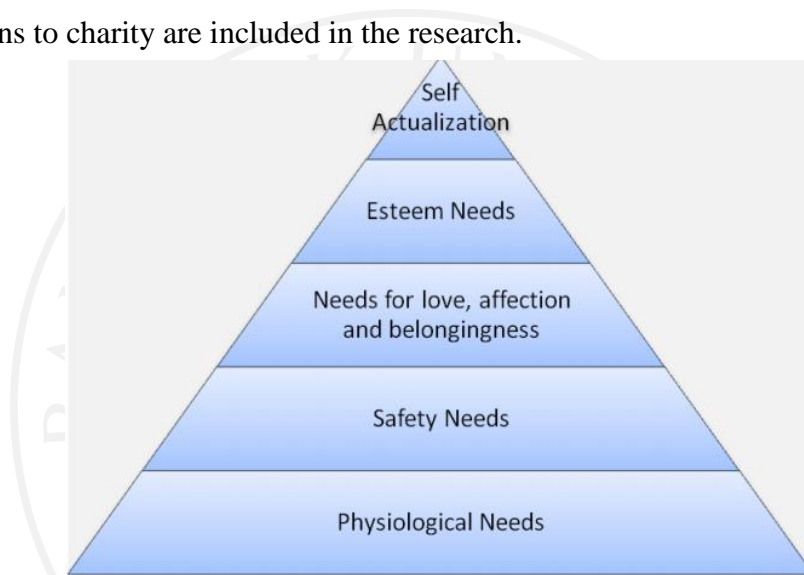 ns to charity are included in the research.
Self
Actualization
Esteem Needs
Needs for love, affection
and belongingness
Safety Needs
Physiological Needs